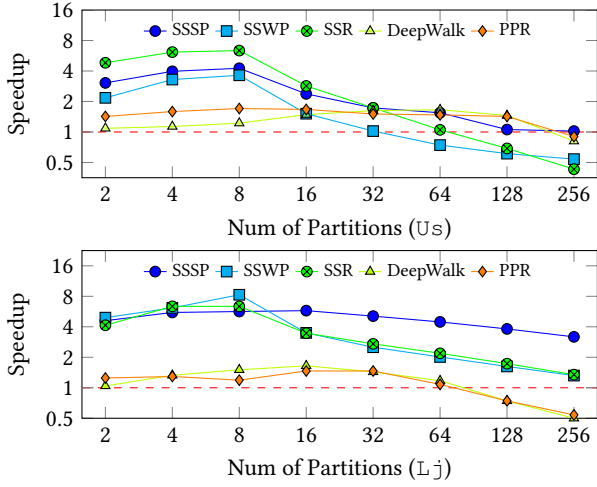 16
8
4
2
1
0.5
Speedup
SSSP SSWP SSR DeepWalk PPR
2 4 8 16 32 64 128 256
Num of Partitions (Us)
16
8
4
2
1
0.5
Speedup
SSSP SSWP SSR DeepWalk PPR
2 4 8 16 32 64 128 256
Num of Partitions (Lj)